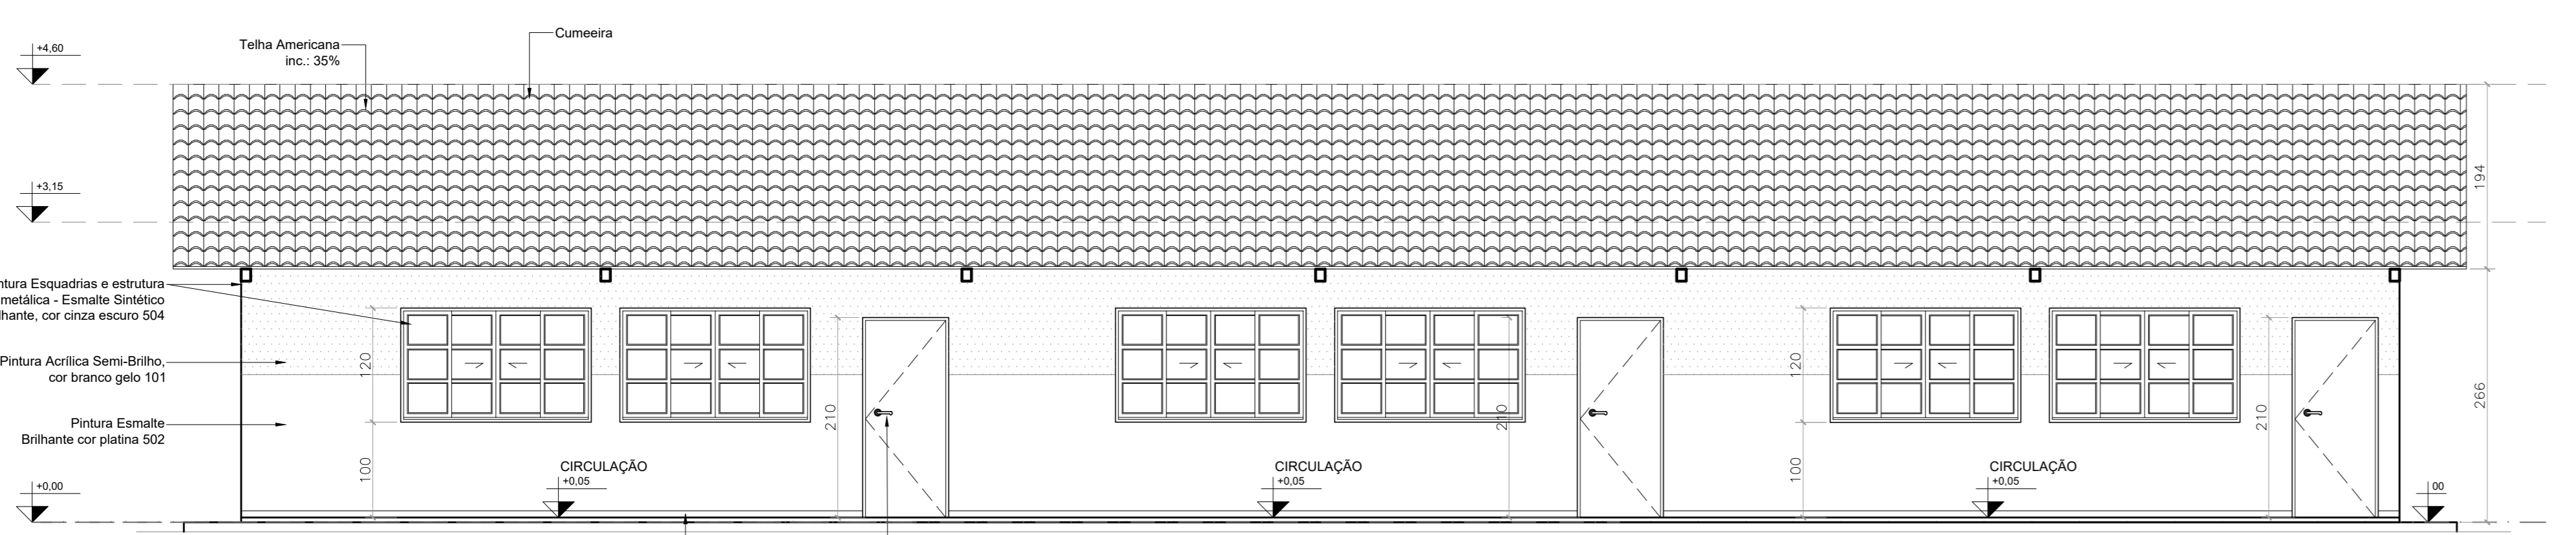 +4,60
Telha Americana
inc.: 35%
Cumeeira
+3,15
194
ntura Esquadrias e estrutura
metálica - Esmalte Sintético
lhante, cor cinza escuro 504
Pintura Acrílica Semi-Brilho,
cor branco gelo 101
Pintura Esmalte
Brilhante cor platina 502
120
100
210
120
100
210
210
266
CIRCULAÇÃO
+0,05
CIRCULAÇÃO
+0,05
CIRCULAÇÃO
+0,05
+0,00
00